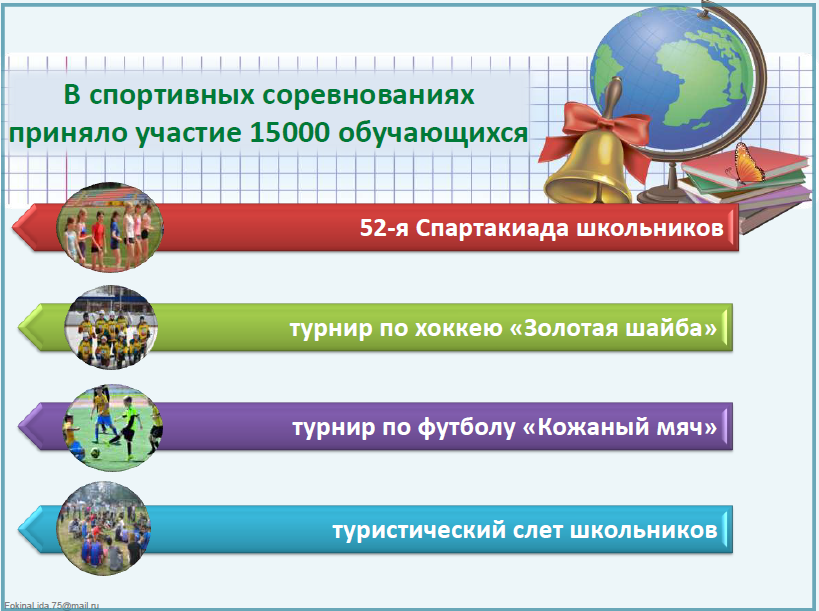 В спортивных соревнованиях
приняло участие 15000 обучающихся
52-я Спартакиада школьников
турнир по хоккею «Золотая шайба»
турнир по футболу «Кожаный мяч»
туристический слет школьников
FokinaLida.75@mail.ru